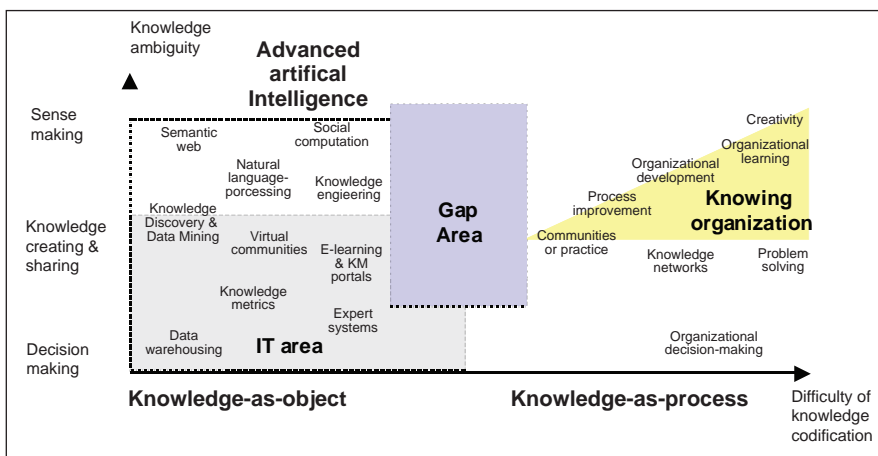 Knowledge
ambiguity
Advanced
artifical
Intelligence
Sense
making
Semantic
web
Social
computation
Natural
language-
porcessing
Knowledge
engieering
Creativity
Organizational
learning
Organizational
development
Process
improvement
Knowing
organization
Gap
Area
Knowledge
creating &
sharing
Knowledge
Discovery &
Data Mining
Virtual
communities
E-learning
& KM
portals
Communities
or practice
Knowledge
networks
Problem
solving
Knowledge
metrics
Expert
systems
Decision
making
Data
warehousing
IT area
Organizational
decision-making
Knowledge-as-object
Knowledge-as-process
Difficulty of
knowledge
codification